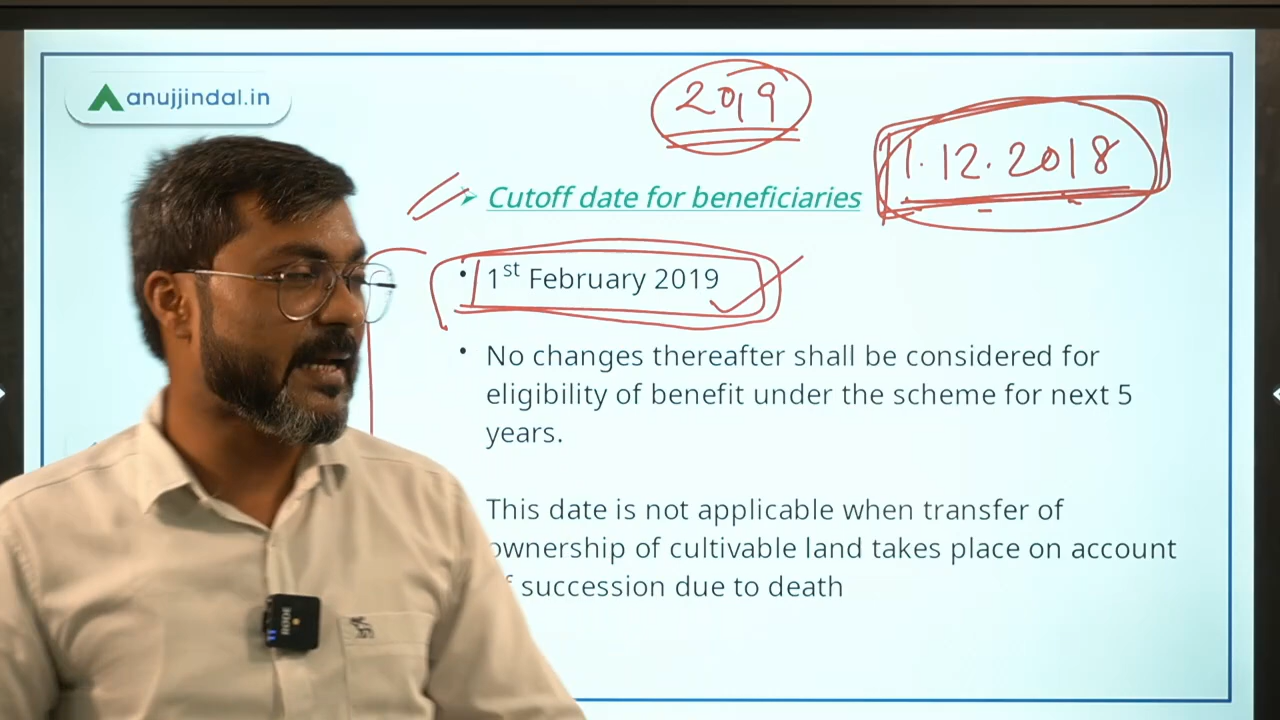 anujjindal.in
2019
1.12.2018
Cutoff date for beneficiaries
• 1st February 2019
• No changes thereafter shall be considered for
eligibility of benefit under the scheme for next 5
years.
This date is not applicable when transfer of
ownership of cultivable land takes place on account
of succession due to death
RODE